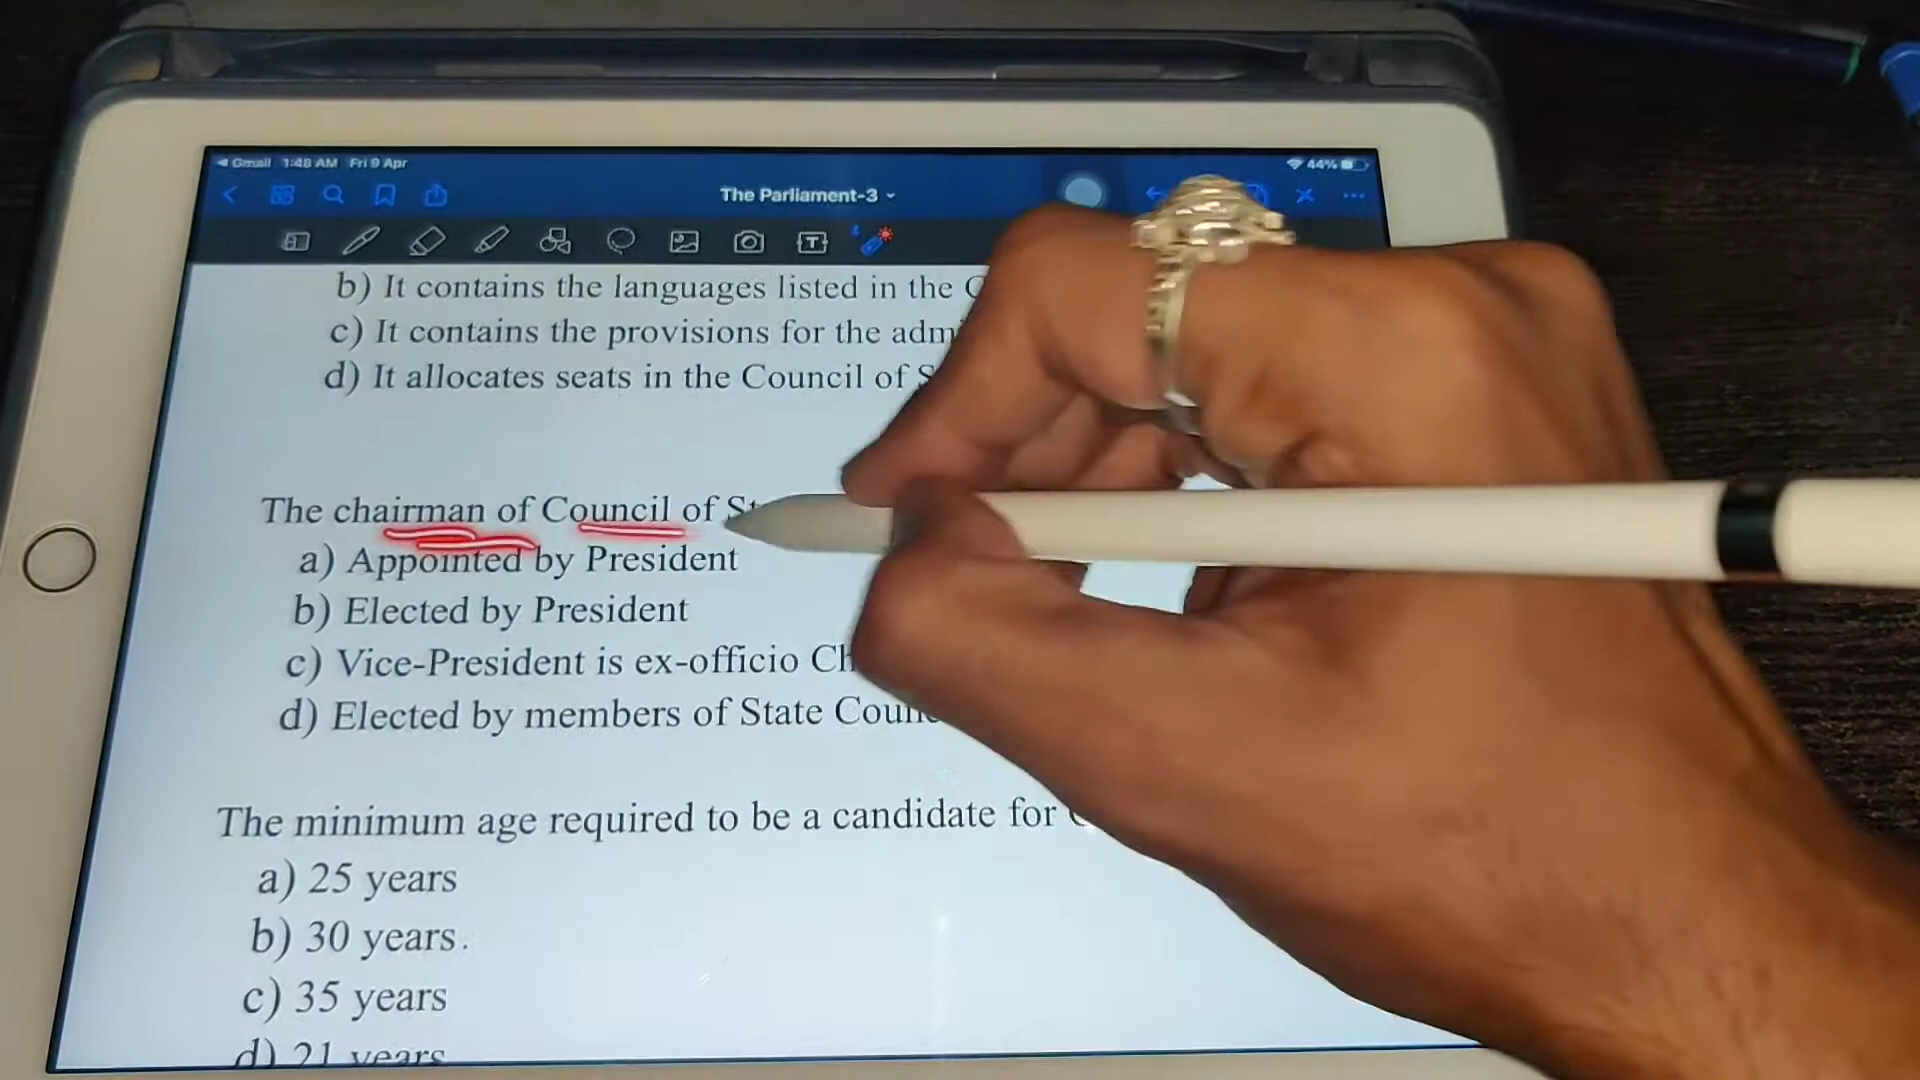 Gmail 1:48 AM Fri 9 Apr 44%
The Parliament-3
b) It contains the languages listed in the
c) It contains the provisions for the
d) It allocates seats in the Council of
The chairman of Council of
a) Appointed by President
b) Elected by President
c) Vice-President is ex-officio
d) Elected by members of State
The minimum age required to be a candidate for
a) 25 years
b) 30 years.
c) 35 years
d) 21 years